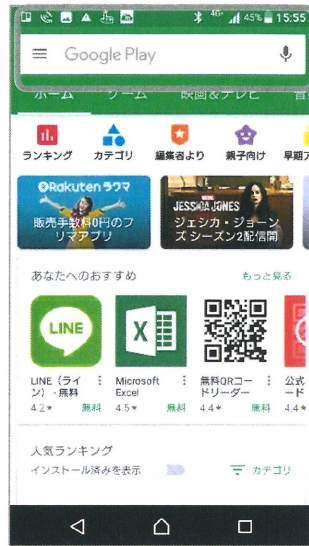 4G+ 45% 15:55
Google Play
ホーム ゲーム 映画&テレビ
ランキング カテゴリ 編集者より 親子向け 早期ア
@Rakuten ラクマ
販売手数料0円のフ
リマアプリ
JESSICA JONES
ジェシカ・ジョーン
ズ シーズン2配信開
あなたへのおすすめ もっと見る
LINE
LINE(ライ
ン) - 無料
4.2★ 無料
Microsoft
Excel
4.5★ 無料
無料QRコー
ドリーダー
4.4★ 無料
公式
ード
4.4★
人気ランキング
インストール済みを表示 カテゴリ